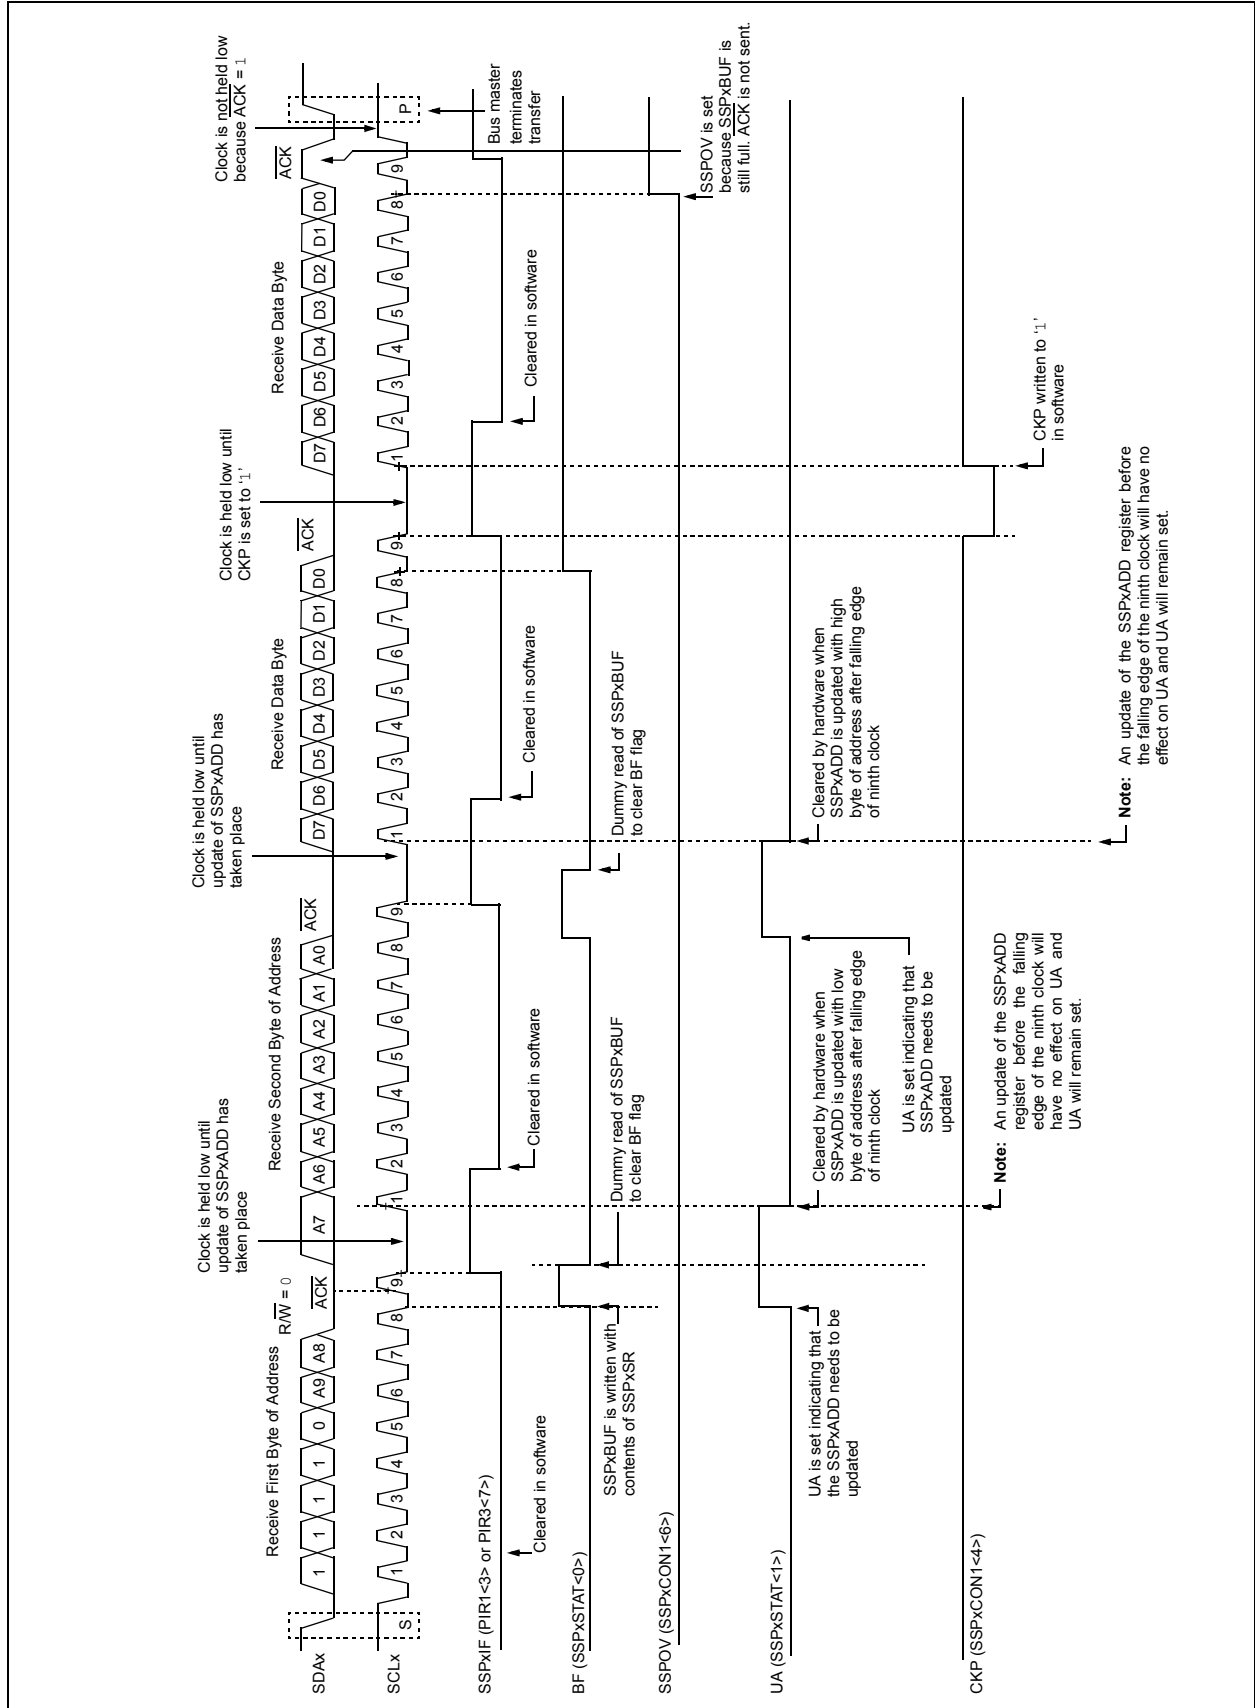 Receive First Byte of Address
R/W = 0
ACK
Clock is held low until
update of SSPxADD has
taken place
Receive Second Byte of Address
ACK
Clock is held low until
update of SSPxADD has
taken place
Receive Data Byte
ACK
Clock is held low until
CKP is set to ‘1’
Receive Data Byte
ACK
Clock is not held low
because ACK = 1
SDAx
1 1 1 1 0 A9 A8
A7 A6 A5 A4 A3 A2 A1 A0
D7 D6 D5 D4 D3 D2 D1 D0
D7 D6 D5 D4 D3 D2 D1 D0
SCLx
S
1 2 3 4 5 6 7 8 9
1 2 3 4 5 6 7 8 9
1 2 3 4 5 6 7 8 9
1 2 3 4 5 6 7 8 9
P
Bus master
terminates
transfer
SSPxIF (PIR1<3> or PIR3<7>)
Cleared in software
Cleared in software
Cleared in software
Cleared in software
BF (SSPxSTAT<0>)
SSPxBUF is written with
contents of SSPxSR
Dummy read of SSPxBUF
to clear BF flag
Dummy read of SSPxBUF
to clear BF flag
SSPOV (SSPxCON1<6>)
SSPOV is set
because SSPxBUF is
still full. ACK is not sent.
UA (SSPxSTAT<1>)
UA is set indicating that
the SSPxADD needs to be
updated
Cleared by hardware when
SSPxADD is updated with low
byte of address after falling edge
of ninth clock
UA is set indicating that
SSPxADD needs to be
updated
Cleared by hardware when
SSPxADD is updated with high
byte of address after falling edge
of ninth clock
CKP (SSPxCON1<4>)
CKP written to ‘1’
in software
Note: An update of the SSPxADD
register before the falling
edge of the ninth clock will
have no effect on UA and
UA will remain set.
Note: An update of the SSPxADD register before
the falling edge of the ninth clock will have no
effect on UA and UA will remain set.